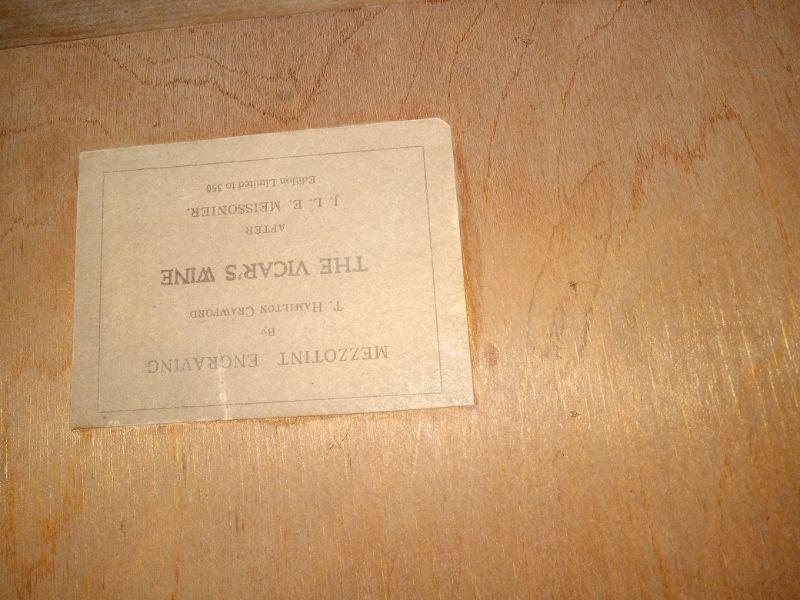 MEZZOTINT ENGRAVING
By
T. HAMILTON CRAWFORD
THE VICAR'S WINE
AFTER
J. L. E. MEISSONIER.
Edition Limited to 350